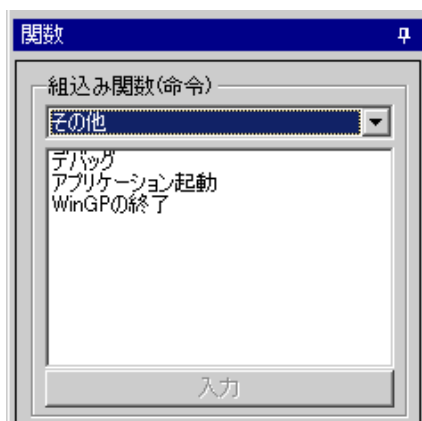 関数
組込み関数(命令)
その他
デバッグ
アプリケーション起動
WinGPの終了
入力